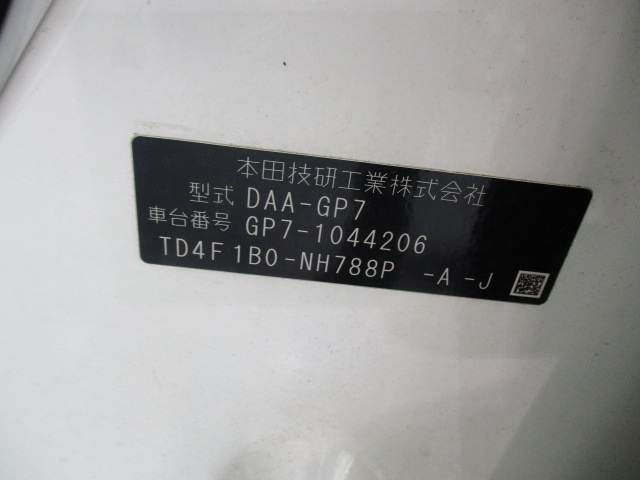 本田技研工業株式会社
型式 DAA-GP7
車台番号 GP7-1044206
TD4F1B0-NH788P -A -J